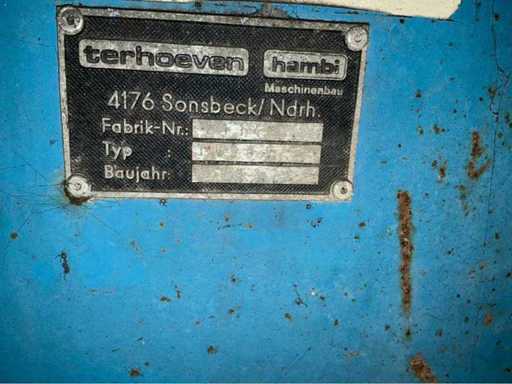 terhoeven hambi
Maschinenbau
4176 Sonsbeck/Ndrh.
Fabrik-Nr.:
Typ :
Baujahr: